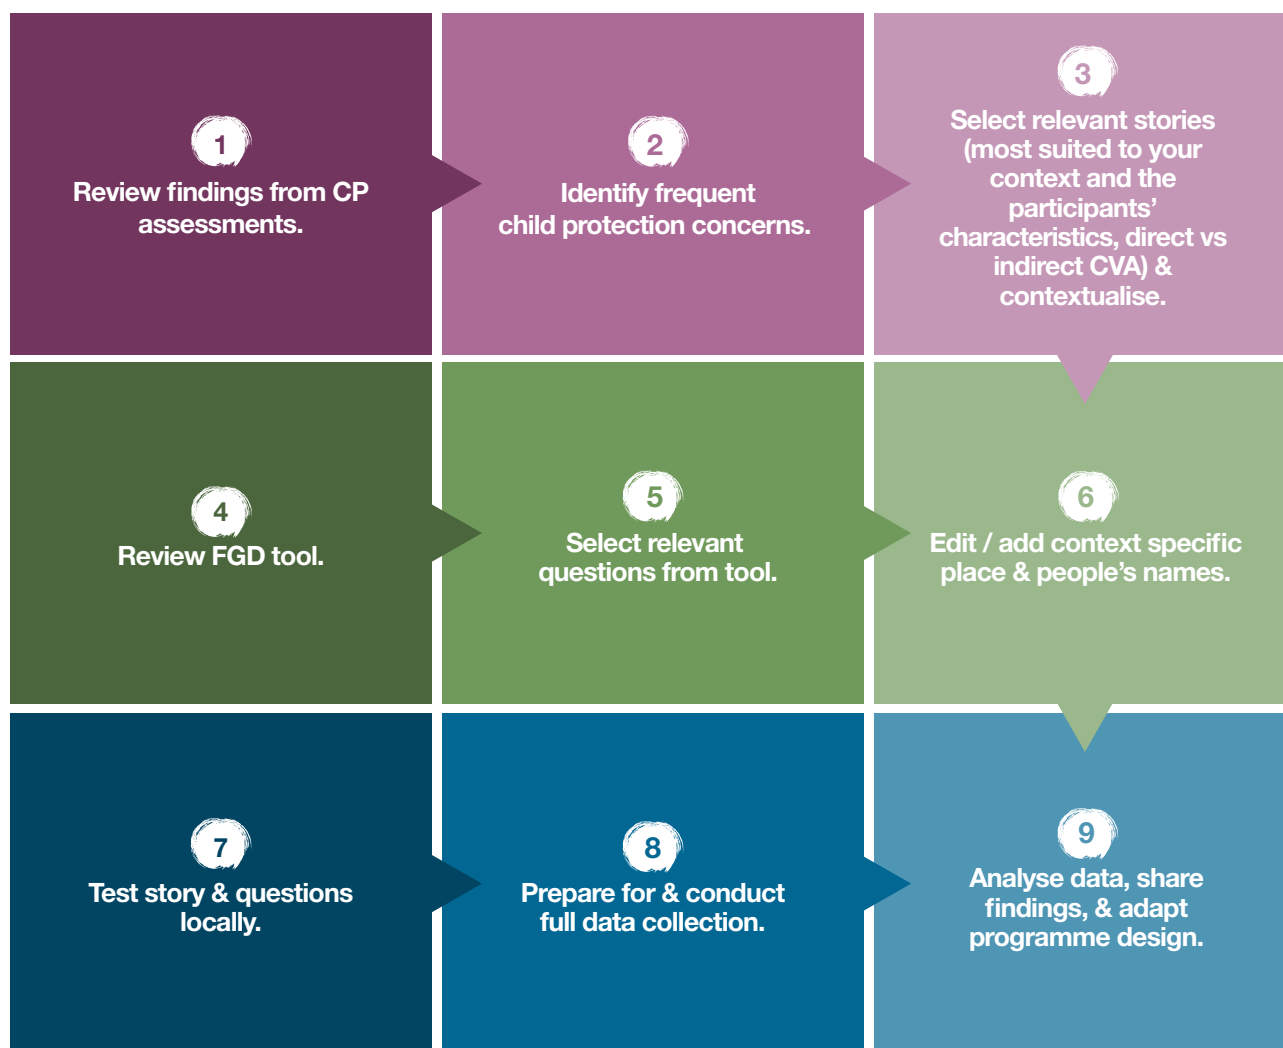 1
Review findings from CP
assessments.
2
Identify frequent
child protection concerns.
3
Select relevant stories
(most suited to your
context and the
participants’
characteristics, direct vs
indirect CVA) &
contextualise.
4
Review FGD tool.
5
Select relevant
questions from tool.
6
Edit / add context specific
place & people’s names.
7
Test story & questions
locally.
8
Prepare for & conduct
full data collection.
9
Analyse data, share
findings, & adapt
programme design.